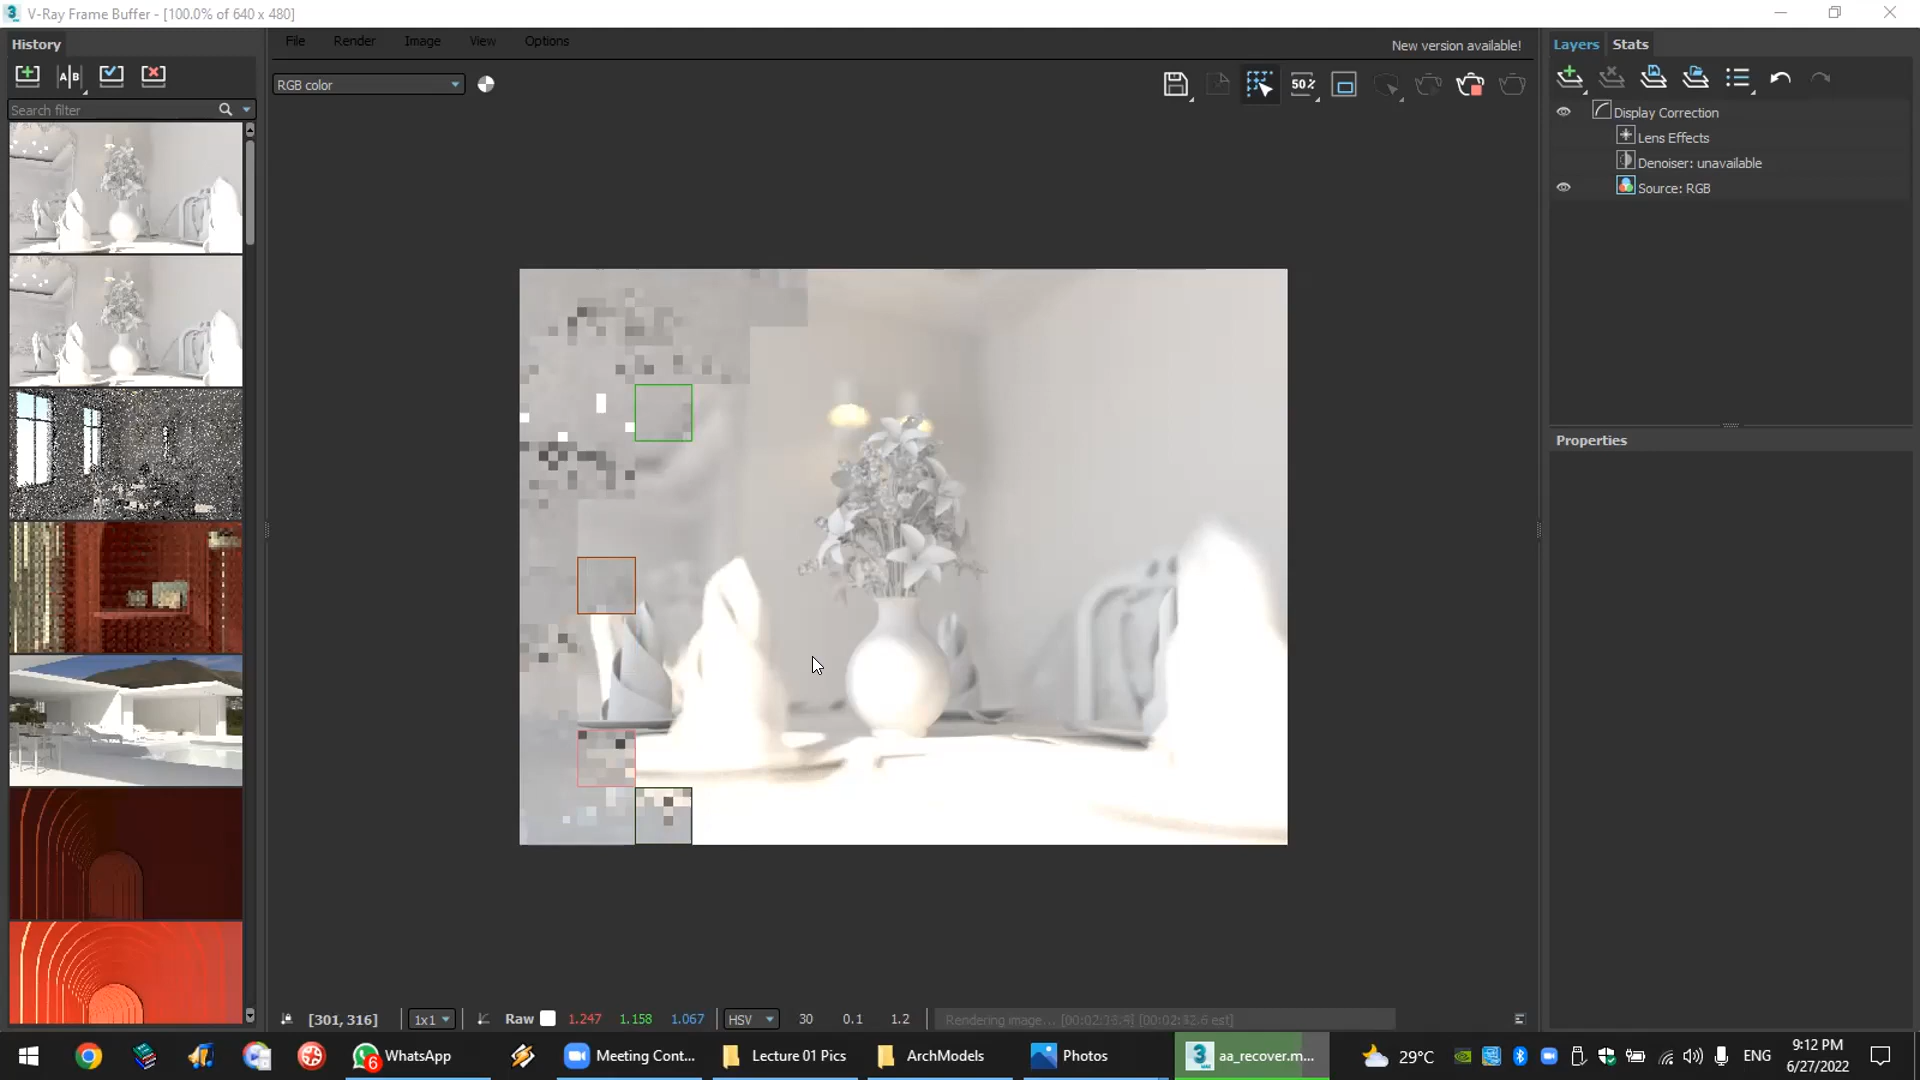 V-Ray Frame Buffer - [100.0% of 640 x 480]
History
File Render Image View Options
New version available!
Layers Stats
A B
RGB color
50%
Search filter
Display Correction
Lens Effects
Denoiser: unavailable
Source: RGB
Properties
[301, 316] 1x1 Raw 1.247 1.158 1.067 HSV 30 0.1 1.2
6 WhatsApp
Meeting Cont...
Lecture 01 Pics
ArchModels
Photos
3 aa_recover.m...
29°C
ENG
9:12 PM
6/27/2022